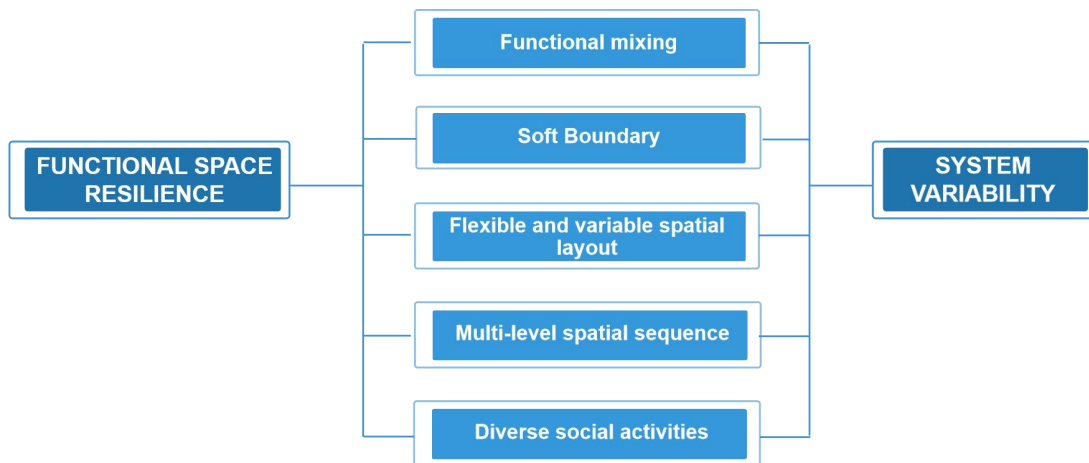 Functional mixing
Soft Boundary
FUNCTIONAL SPACE
RESILIENCE
SYSTEM
VARIABILITY
Flexible and variable spatial
layout
Multi-level spatial sequence
Diverse social activities